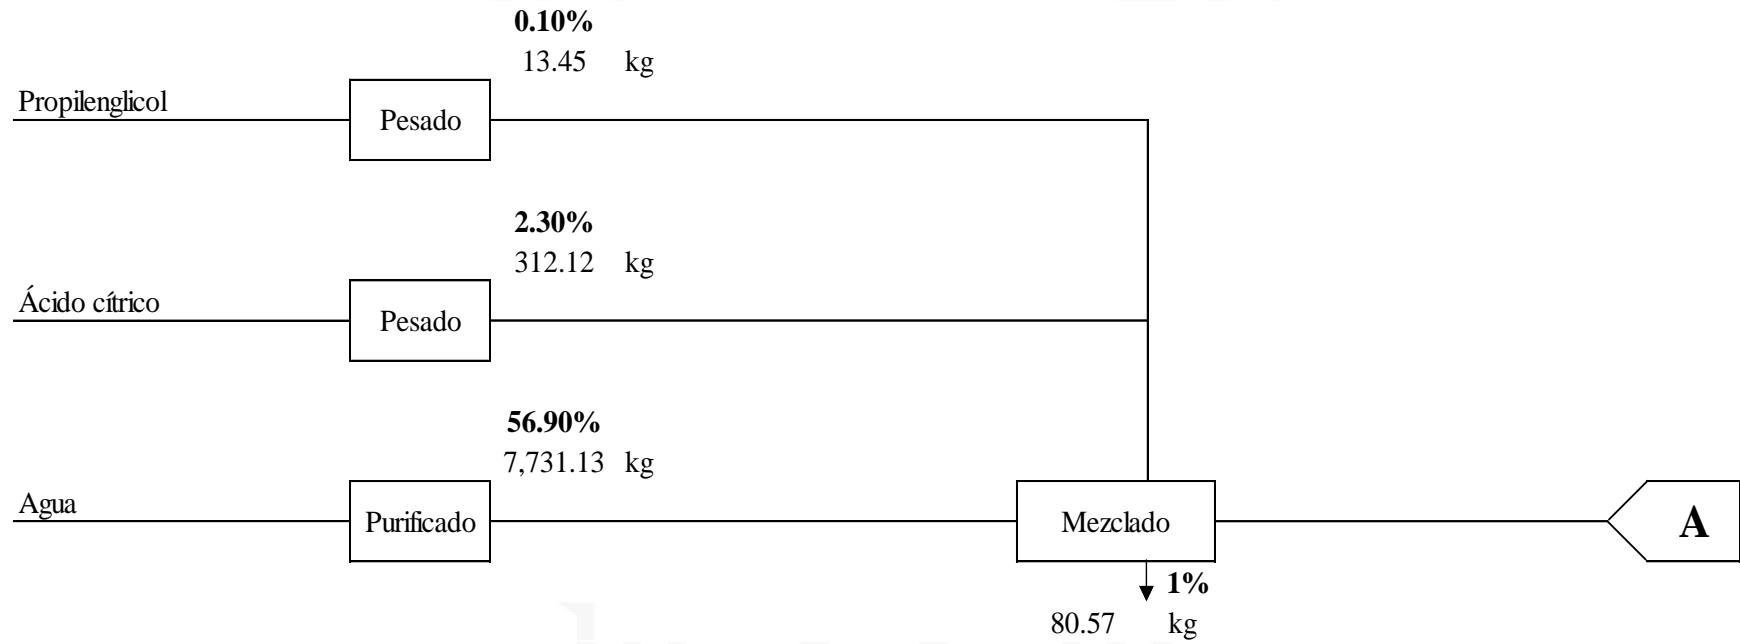 0.10%
13.45 kg
Propilenglicol
Pesado
2.30%
312.12 kg
Ácido cítrico
Pesado
56.90%
7,731.13 kg
Agua
Purificado
Mezclado
A
1%
80.57 kg